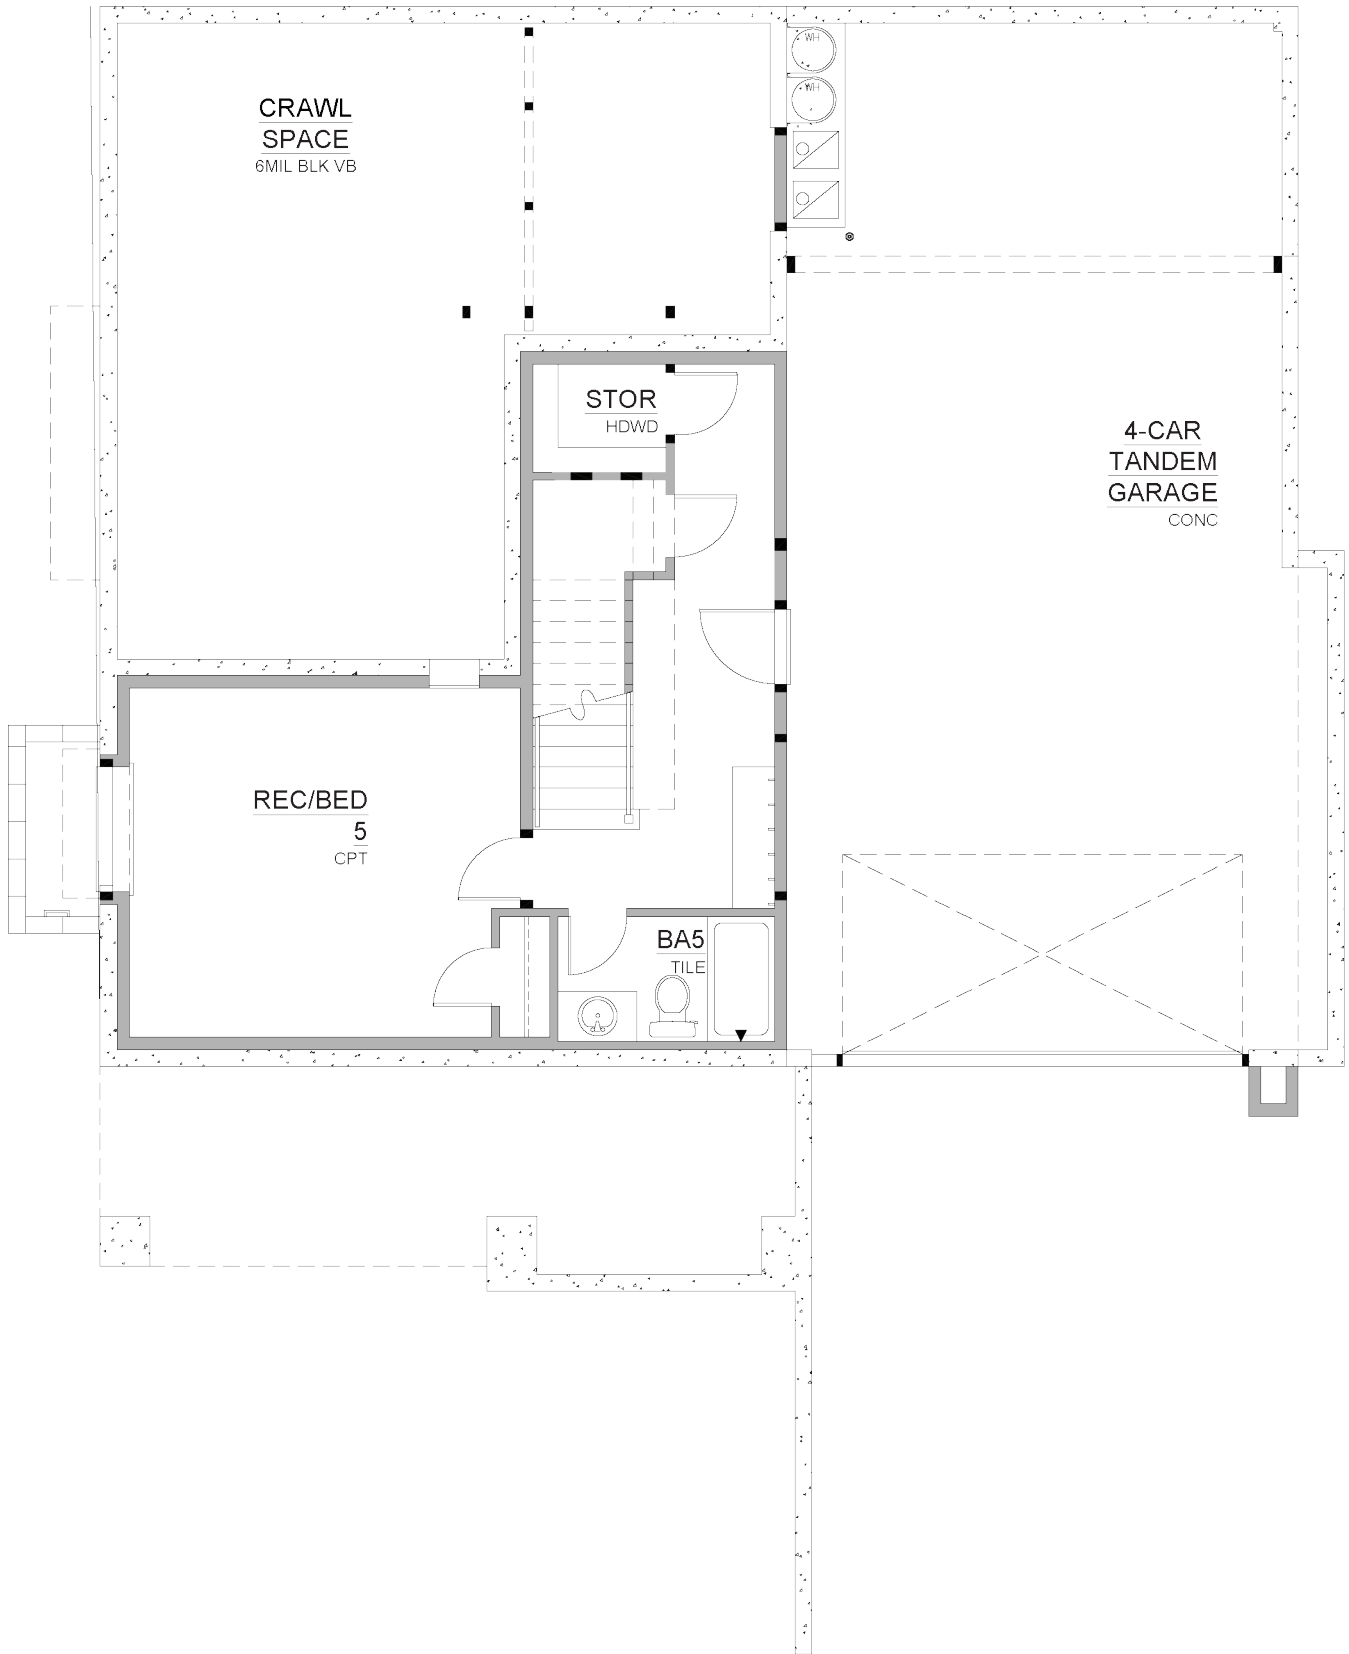 WH
WH
CRAWL
SPACE
6MIL BLK VB
STOR
HDWD
4-CAR
TANDEM
GARAGE
CONC
REC/BED
5
CPT
BA5
TILE